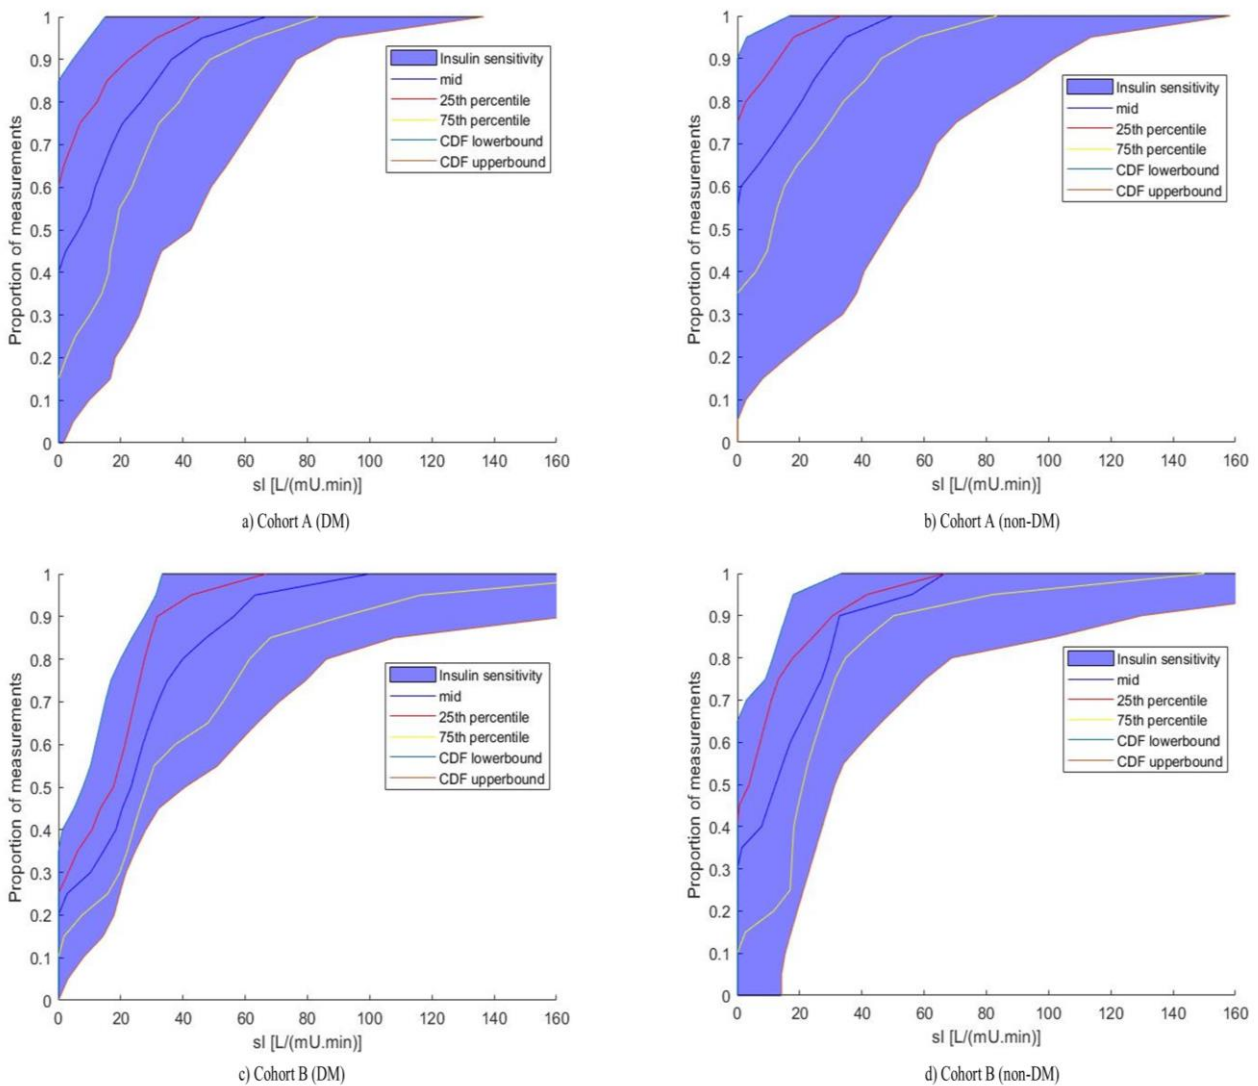 1
0.9
0.8
0.7
0.6
0.5
0.4
0.3
0.2
0.1
0
Proportion of measurements
0 20 40 60 80 100 120 140 160
sI [L/(mU.min)]
Insulin sensitivity
mid
25th percentile
75th percentile
CDF lowerbound
CDF upperbound
a) Cohort A (DM)
1
0.9
0.8
0.7
0.6
0.5
0.4
0.3
0.2
0.1
0
Proportion of measurements
0 20 40 60 80 100 120 140 160
sI [L/(mU.min)]
Insulin sensitivity
mid
25th percentile
75th percentile
CDF lowerbound
CDF upperbound
b) Cohort A (non-DM)
1
0.9
0.8
0.7
0.6
0.5
0.4
0.3
0.2
0.1
0
Proportion of measurements
0 20 40 60 80 100 120 140 160
sI [L/(mU.min)]
Insulin sensitivity
mid
25th percentile
75th percentile
CDF lowerbound
CDF upperbound
c) Cohort B (DM)
1
0.9
0.8
0.7
0.6
0.5
0.4
0.3
0.2
0.1
0
Proportion of measurements
0 20 40 60 80 100 120 140 160
sI [L/(mU.min)]
Insulin sensitivity
mid
25th percentile
75th percentile
CDF lowerbound
CDF upperbound
d) Cohort B (non-DM)